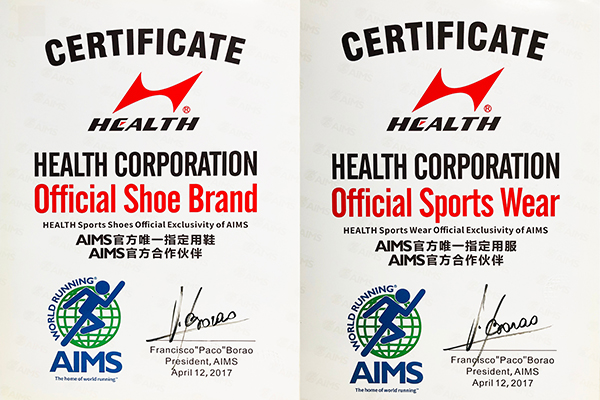 CERTIFICATE
HEALTH®
HEALTH CORPORATION
Official Shoe Brand
HEALTH Sports Shoes Official Exclusivity of AIMS
AIMS官方唯一指定用鞋
AIMS官方合作伙伴
WORLD RUNNING®
AIMS
The home of world running™
Francisco"Paco"Borao
President, AIMS
April 12, 2017
CERTIFICATE
HEALTH®
HEALTH CORPORATION
Official Sports Wear
HEALTH Sports Wear Official Exclusivity of AIMS
AIMS官方唯一指定用服
AIMS官方合作伙伴
WORLD RUNNING®
AIMS
The home of world running™
Francisco"Paco"Borao
President, AIMS
April 12, 2017